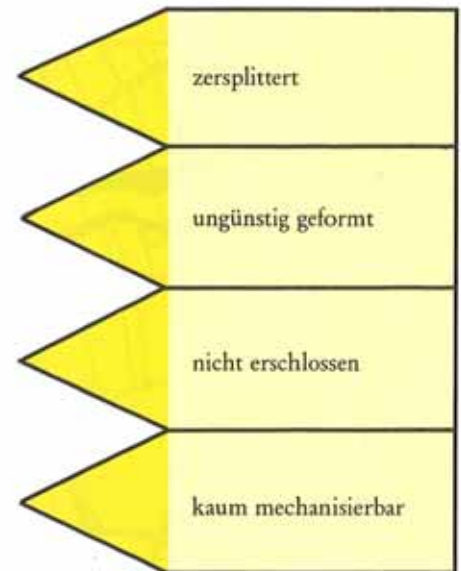 zersplittert
ungünstig geformt
nicht erschlossen
kaum mechanisierbar